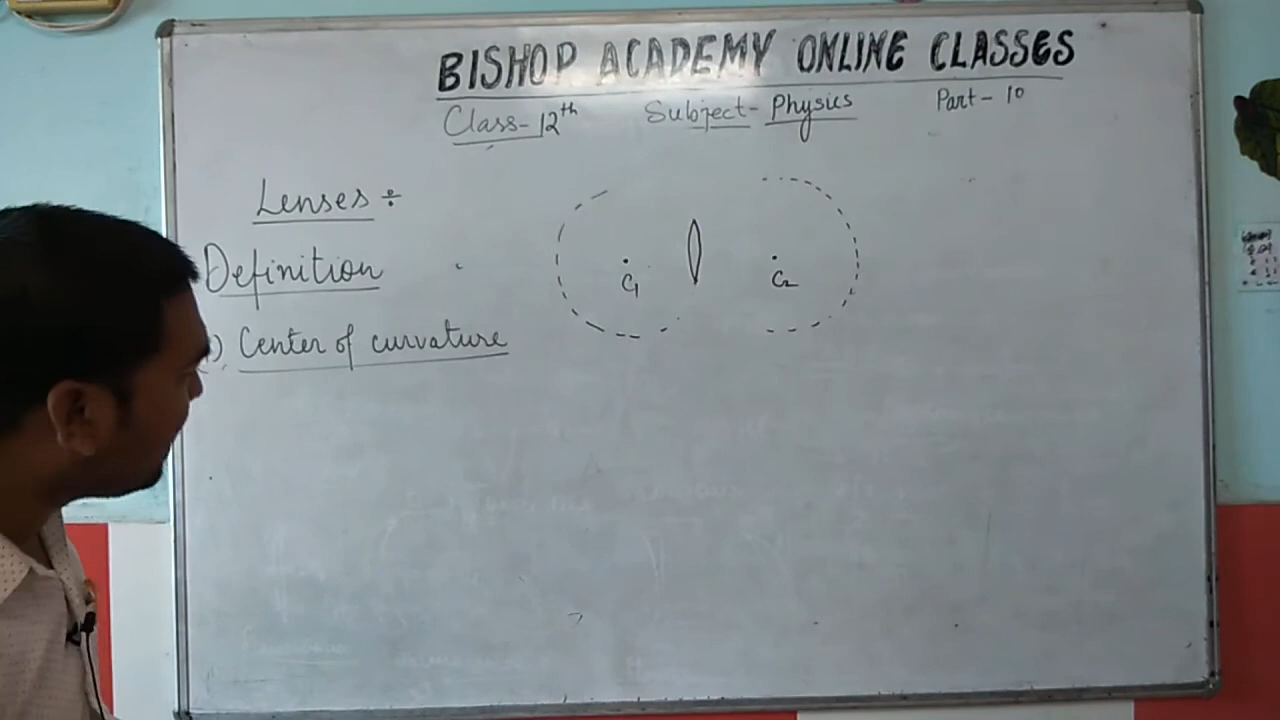 BISHOP ACADEMY ONLINE CLASSES
Class-12th Subject- Physics Part-10
Lenses÷
Definition
) Center of curvature
C1
C2